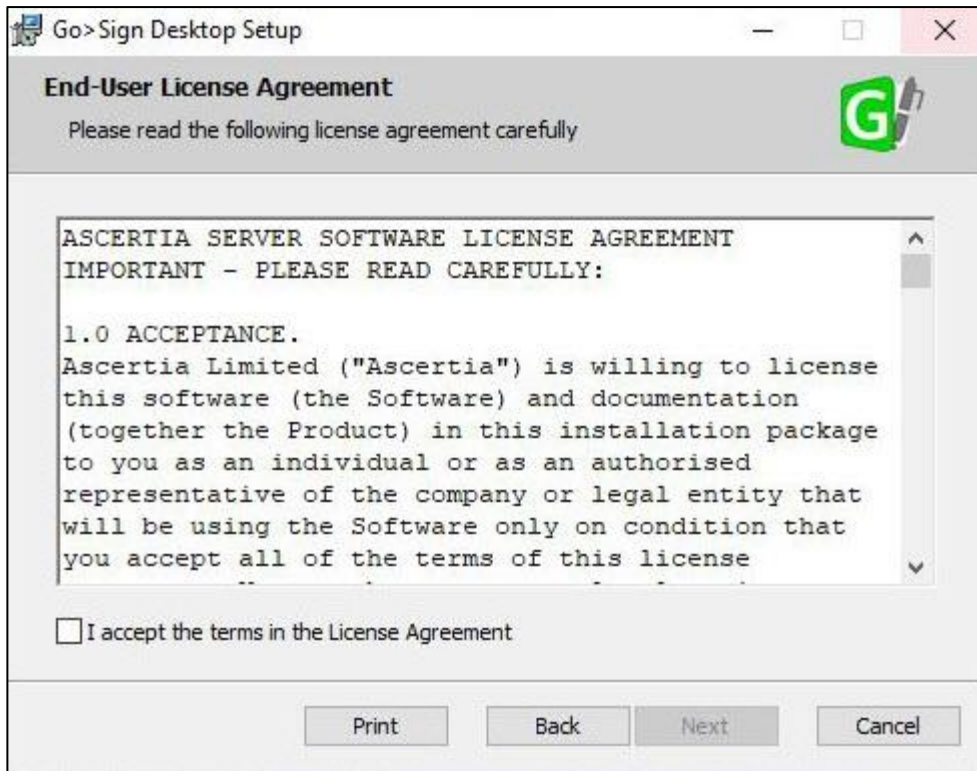 Go>Sign Desktop Setup
End-User License Agreement
Please read the following license agreement carefully
G
ASCERTIA SERVER SOFTWARE LICENSE AGREEMENT
IMPORTANT - PLEASE READ CAREFULLY:
1.0 ACCEPTANCE.
Ascertia Limited ("Ascertia") is willing to license
this software (the Software) and documentation
(together the Product) in this installation package
to you as an individual or as an authorised
representative of the company or legal entity that
will be using the Software only on condition that
you accept all of the terms of this license
I accept the terms in the License Agreement
Print Back Next Cancel